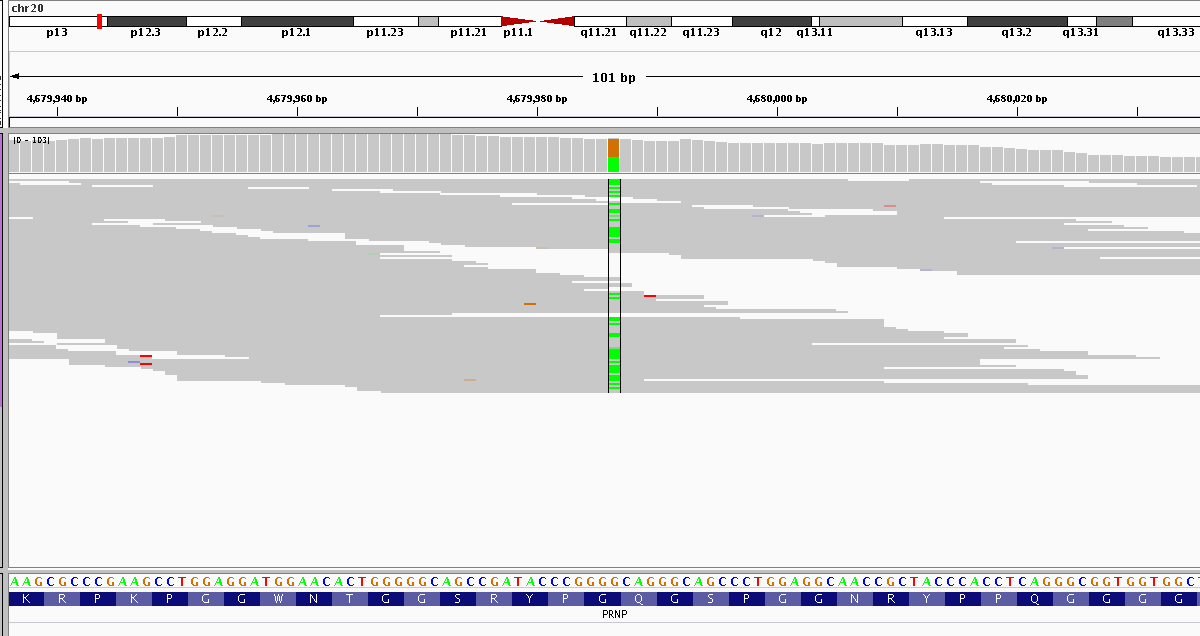 chr20
p13 p12.3 p12.2 p12.1 p11.23 p11.21 p11.1 q11.21 q11.22 q11.23 q12 q13.11 q13.13 q13.2 q13.31 q13.33
101 bp
4,679,940 bp 4,679,960 bp 4,679,980 bp 4,680,000 bp 4,680,020 bp
[0 - 103]
AAGCGCCCGAAGCCTGGAGGATGGAACACTGGGGGCAGCCGATACCCGGGGCAGGGCAGCCCTGGAGGCAACCGCTACCCACCTCAGGGCGGTGGTGGC
K R P K P G G W N T G G S R Y P G Q G S P G G N R Y P P Q G G G G
PRNP